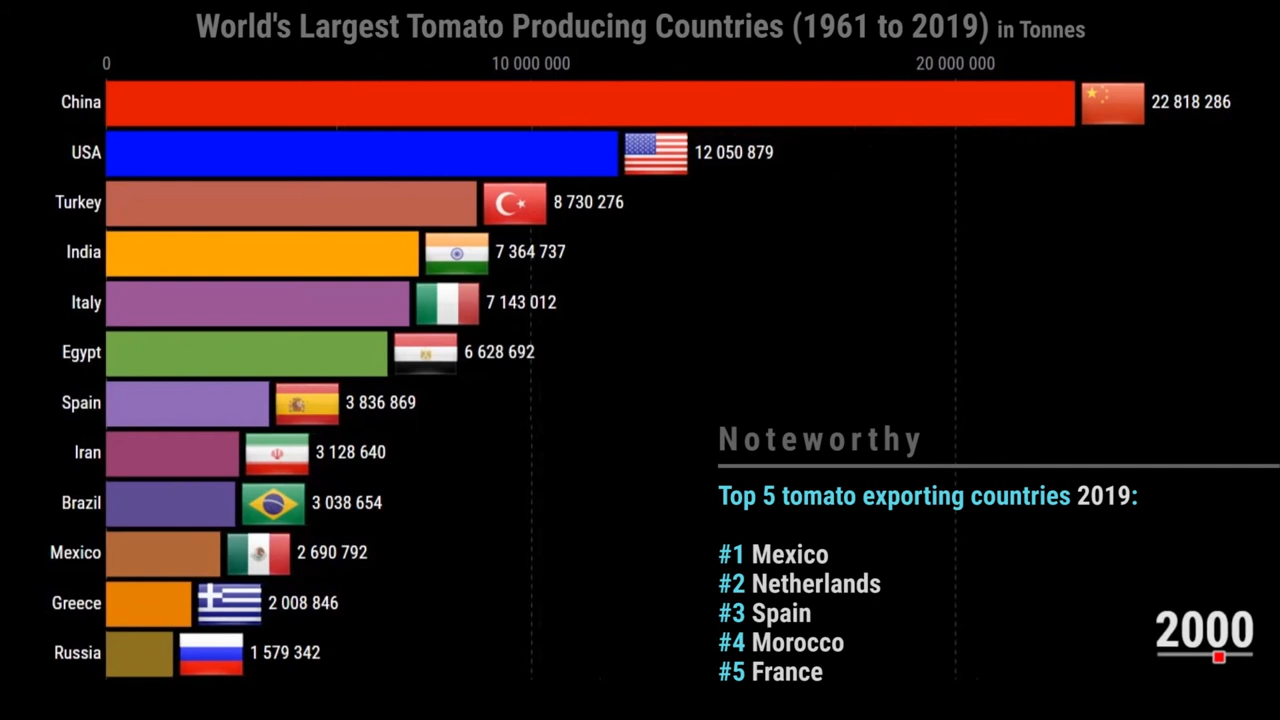 World's Largest Tomato Producing Countries (1961 to 2019) in Tonnes
0 10 000 000 20 000 000
China 22 818 286
USA 12 050 879
Turkey 8 730 276
India 7 364 737
Italy 7 143 012
Egypt 6 628 692
Spain 3 836 869
Iran 3 128 640
Brazil 3 038 654
Mexico 2 690 792
Greece 2 008 846
Russia 1 579 342
Noteworthy
Top 5 tomato exporting countries 2019:
#1 Mexico
#2 Netherlands
#3 Spain
#4 Morocco
#5 France
2000